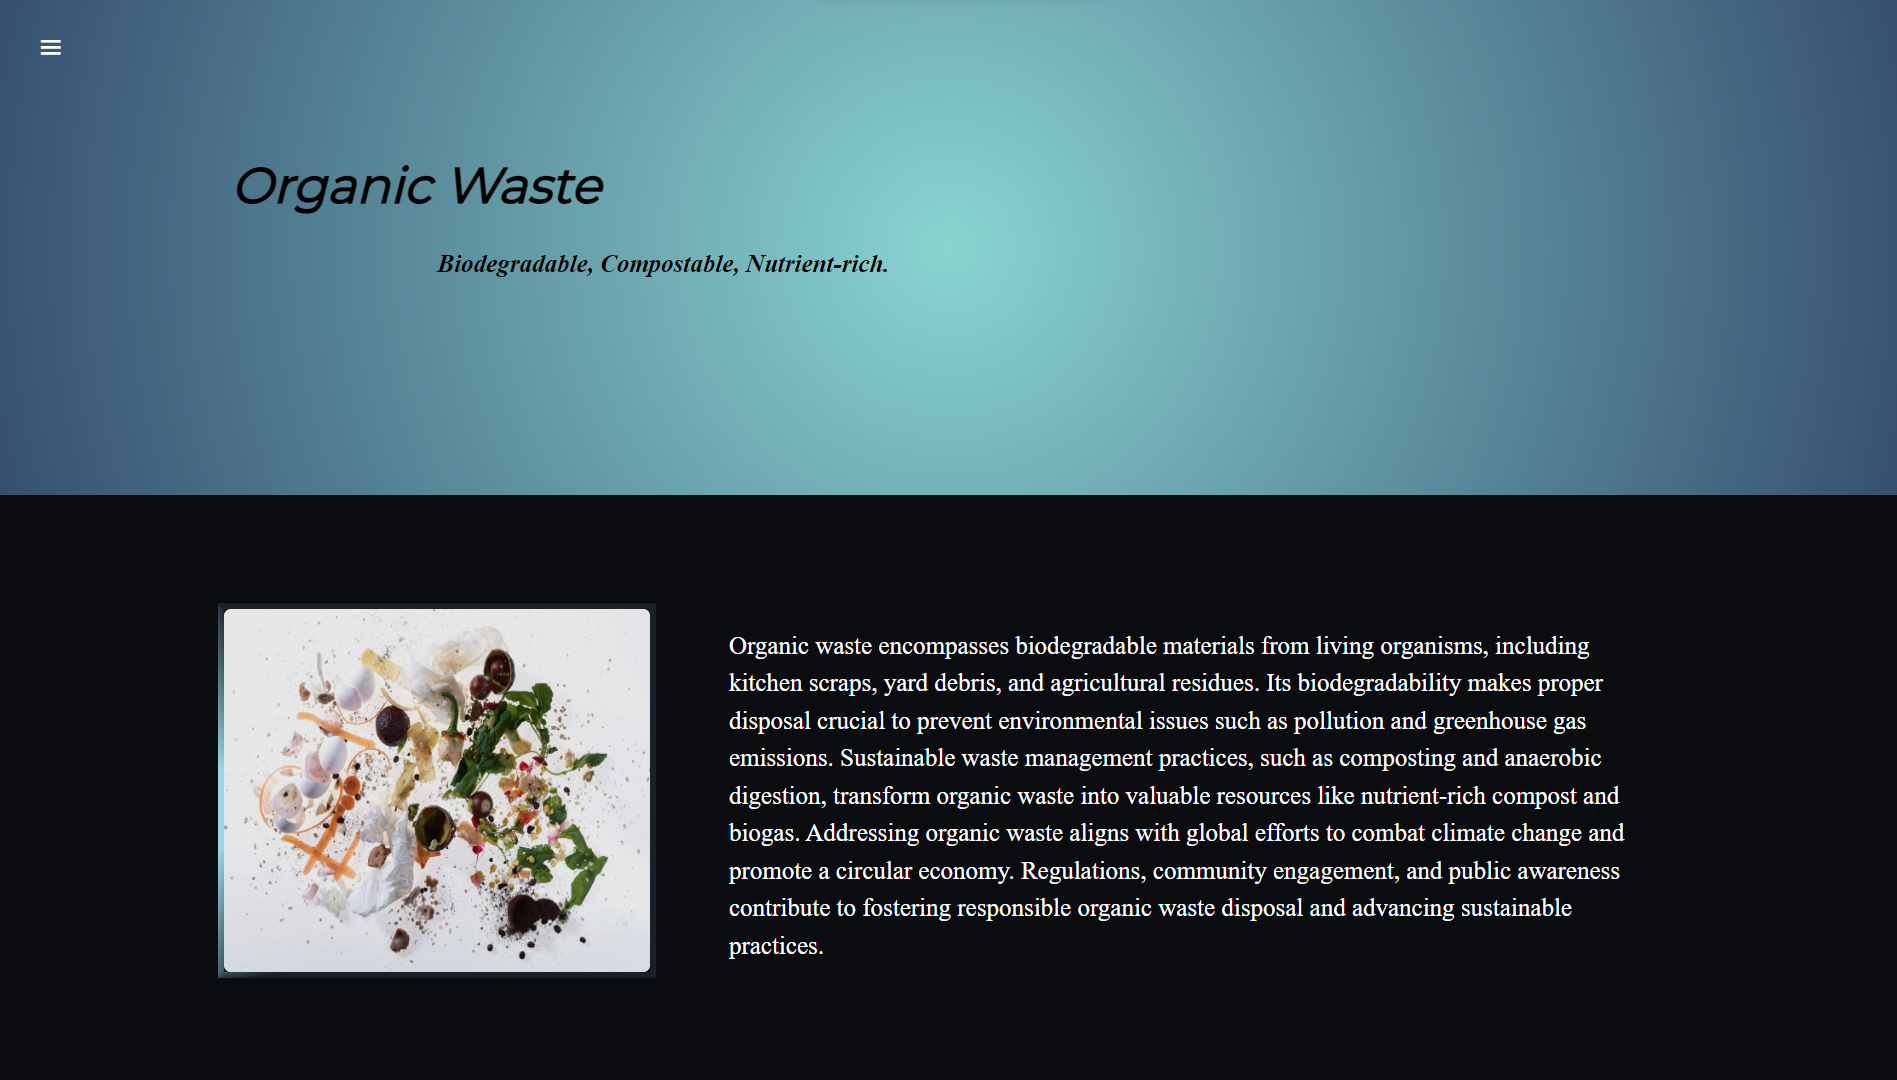 Organic Waste
Biodegradable, Compostable, Nutrient-rich.
Organic waste encompasses biodegradable materials from living organisms, including
kitchen scraps, yard debris, and agricultural residues. Its biodegradability makes proper
disposal crucial to prevent environmental issues such as pollution and greenhouse gas
emissions. Sustainable waste management practices, such as composting and anaerobic
digestion, transform organic waste into valuable resources like nutrient-rich compost and
biogas. Addressing organic waste aligns with global efforts to combat climate change and
promote a circular economy. Regulations, community engagement, and public awareness
contribute to fostering responsible organic waste disposal and advancing sustainable
practices.